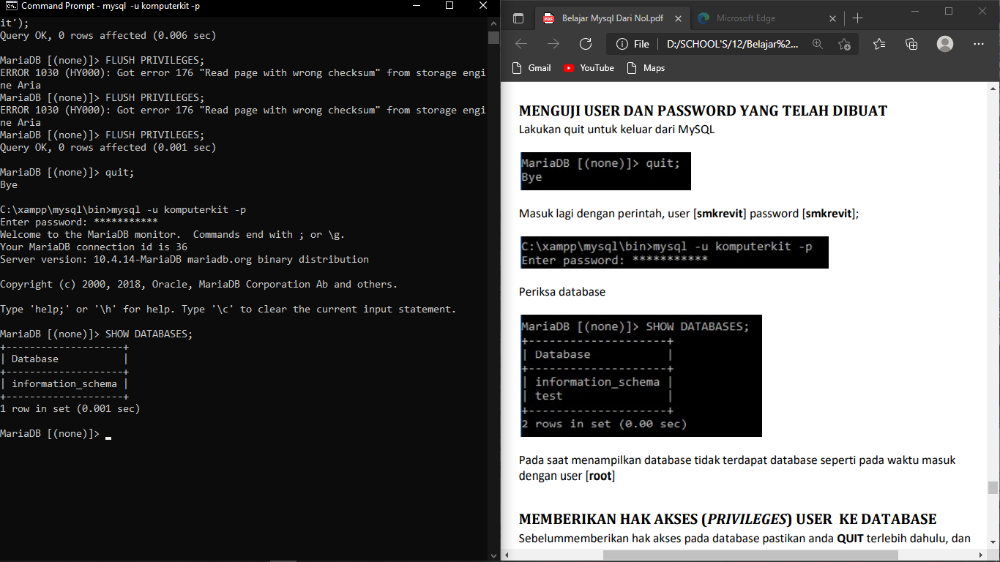 Command Prompt - mysql -u komputerkit -p
it');
Query OK, 0 rows affected (0.006 sec)
MariaDB [(none)]> FLUSH PRIVILEGES;
ERROR 1030 (HY000): Got error 176 "Read page with wrong checksum" from storage engi
ne Aria
MariaDB [(none)]> FLUSH PRIVILEGES;
ERROR 1030 (HY000): Got error 176 "Read page with wrong checksum" from storage engi
ne Aria
MariaDB [(none)]> FLUSH PRIVILEGES;
Query OK, 0 rows affected (0.001 sec)
MariaDB [(none)]> quit;
Bye
C:\xampp\mysql\bin>mysql -u komputerkit -p
Enter password: ***********
Welcome to the MariaDB monitor.  Commands end with ; or \g.
Your MariaDB connection id is 36
Server version: 10.4.14-MariaDB mariadb.org binary distribution
Copyright (c) 2000, 2018, Oracle, MariaDB Corporation Ab and others.
Type 'help;' or '\h' for help. Type '\c' to clear the current input statement.
MariaDB [(none)]> SHOW DATABASES;
+--------------------+
| Database           |
+--------------------+
| information_schema |
+--------------------+
1 row in set (0.001 sec)
MariaDB [(none)]>
Belajar Mysql Dari Nol.pdf
Microsoft Edge
File
D:/SCHOOL'S/12/Belajar%2...
Gmail
YouTube
Maps
MENGUJI USER DAN PASSWORD YANG TELAH DIBUAT
Lakukan quit untuk keluar dari MySQL
MariaDB [(none)]> quit;
Bye
Masuk lagi dengan perintah, user [smkrevit] password [smkrevit];
C:\xampp\mysql\bin>mysql -u komputerkit -p
Enter password: ***********
Periksa database
MariaDB [(none)]> SHOW DATABASES;
+--------------------+
| Database           |
+--------------------+
| information_schema |
| test               |
+--------------------+
2 rows in set (0.00 sec)
Pada saat menampilkan database tidak terdapat database seperti pada waktu masuk
dengan user [root]
MEMBERIKAN HAK AKSES (PRIVILEGES) USER  KE DATABASE
Sebelummemberikan hak akses pada database pastikan anda QUIT terlebih dahulu, dan